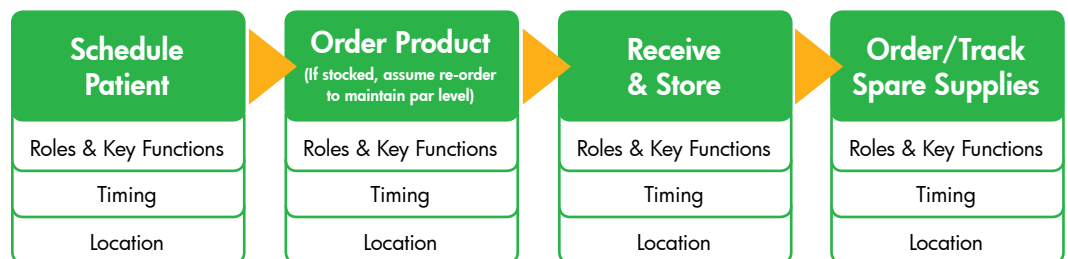 Schedule
Patient
Roles & Key Functions
Timing
Location
Order Product
(If stocked, assume re-order
to maintain par level)
Roles & Key Functions
Timing
Location
Receive
& Store
Roles & Key Functions
Timing
Location
Order/Track
Spare Supplies
Roles & Key Functions
Timing
Location